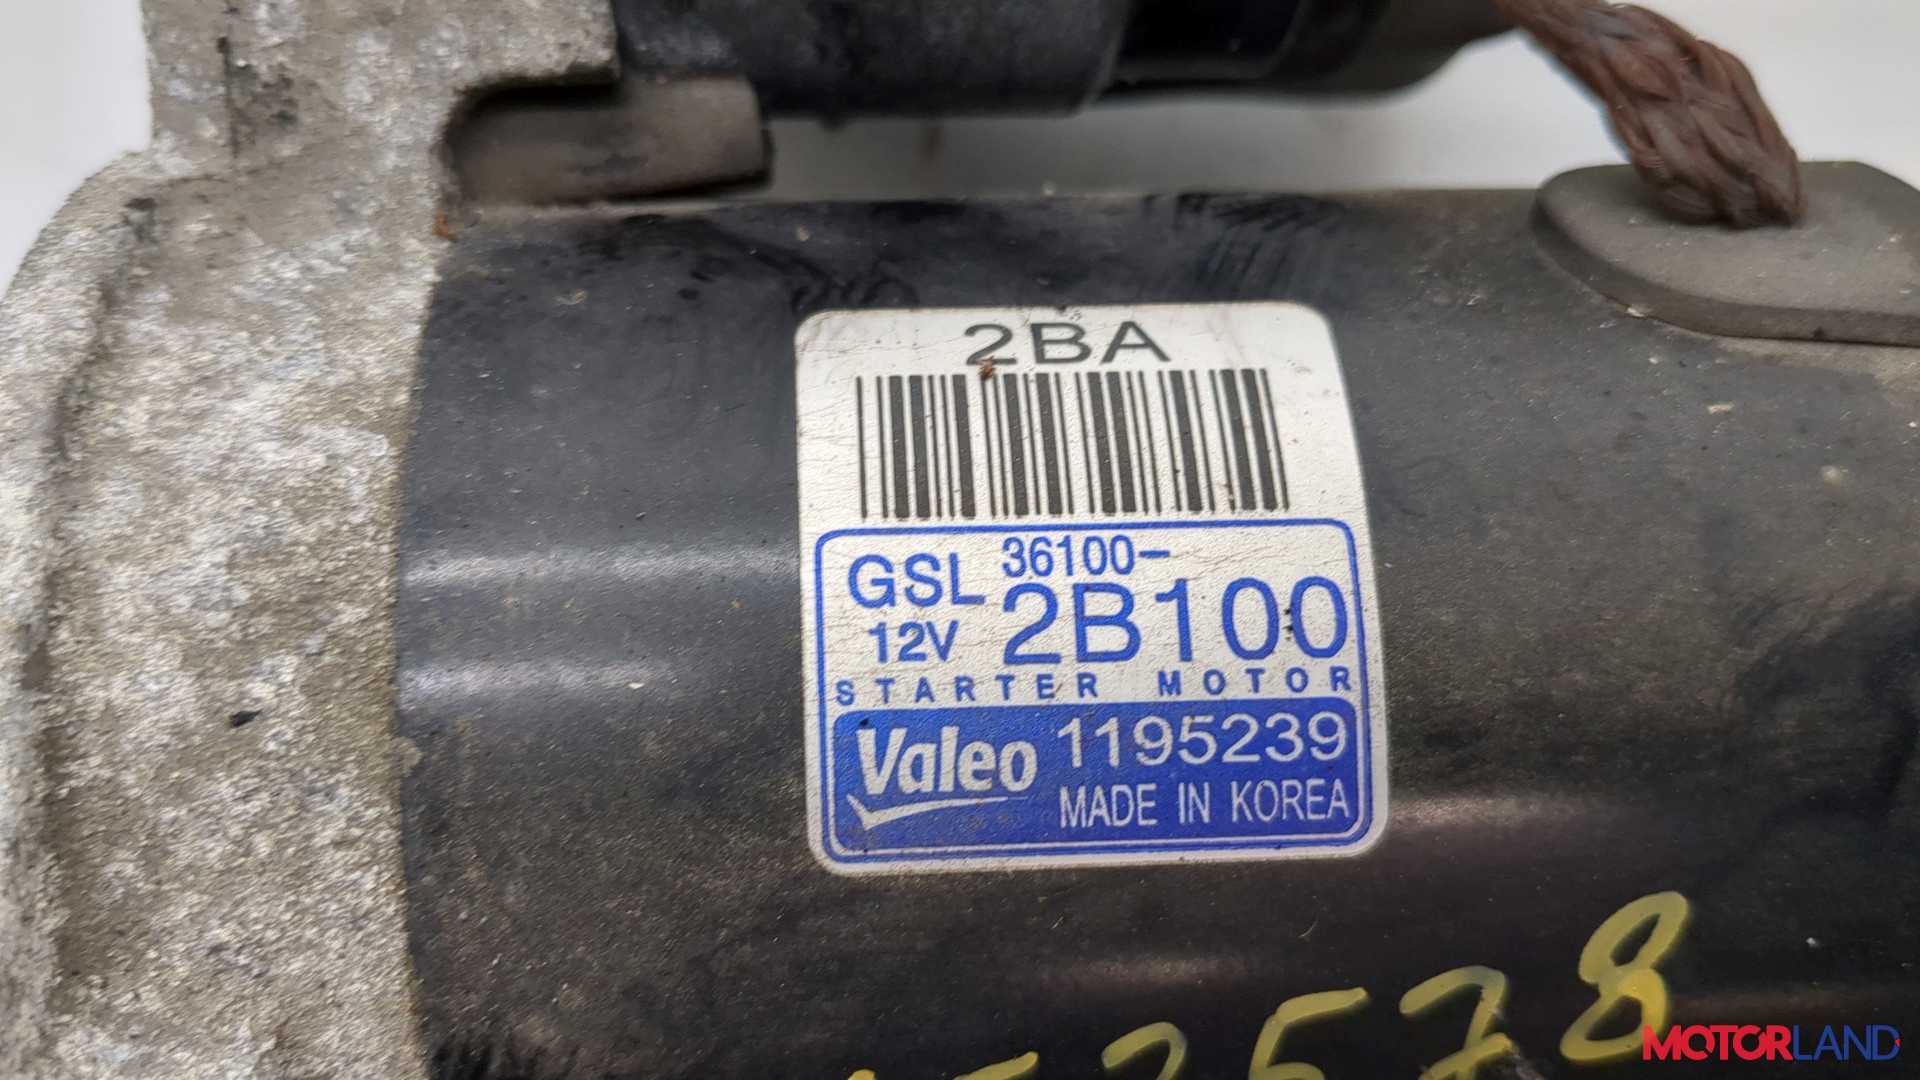 2BA
GSL 36100-
12V 2B100
STARTER MOTOR
Valeo 1195239
MADE IN KOREA
MOTORLAND